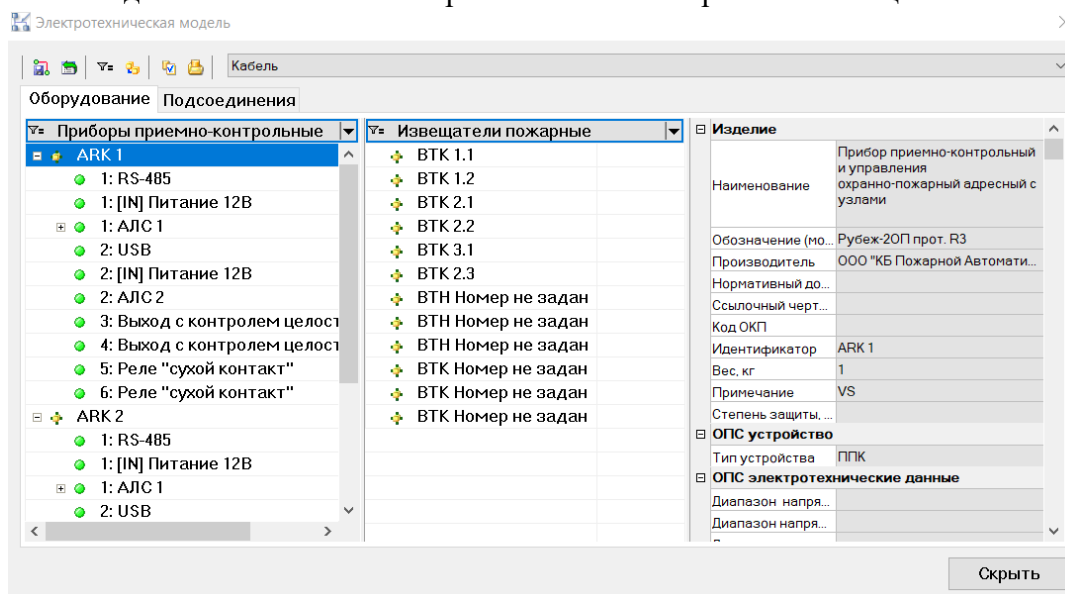 Электротехническая модель
Кабель
Оборудование Подсоединения
Приборы приемно-контрольные
ARK 1
1: RS-485
1: [IN] Питание 12В
1: АЛС 1
2: USB
2: [IN] Питание 12В
2: АЛС 2
3: Выход с контролем целост
4: Выход с контролем целост
5: Реле "сухой контакт"
6: Реле "сухой контакт"
ARK 2
1: RS-485
1: [IN] Питание 12В
1: АЛС 1
2: USB
Извещатели пожарные
ВТК 1.1
ВТК 1.2
ВТК 2.1
ВТК 2.2
ВТК 3.1
ВТК 2.3
ВТН Номер не задан
ВТН Номер не задан
ВТН Номер не задан
ВТК Номер не задан
ВТК Номер не задан
ВТК Номер не задан
Изделие
Наименование
Прибор приемно-контрольный
и управления
охранно-пожарный адресный с
узлами
Обозначение (мо... Рубеж-2ОП прот. R3
Производитель ООО "КБ Пожарной Автомати...
Нормативный до...
Ссылочный черт...
Код ОКП
Идентификатор ARK 1
Вес, кг 1
Примечание VS
Степень защиты, ...
ОПС устройство
Тип устройства ППК
ОПС электротехнические данные
Диапазон напря...
Диапазон напря...
Скрыть